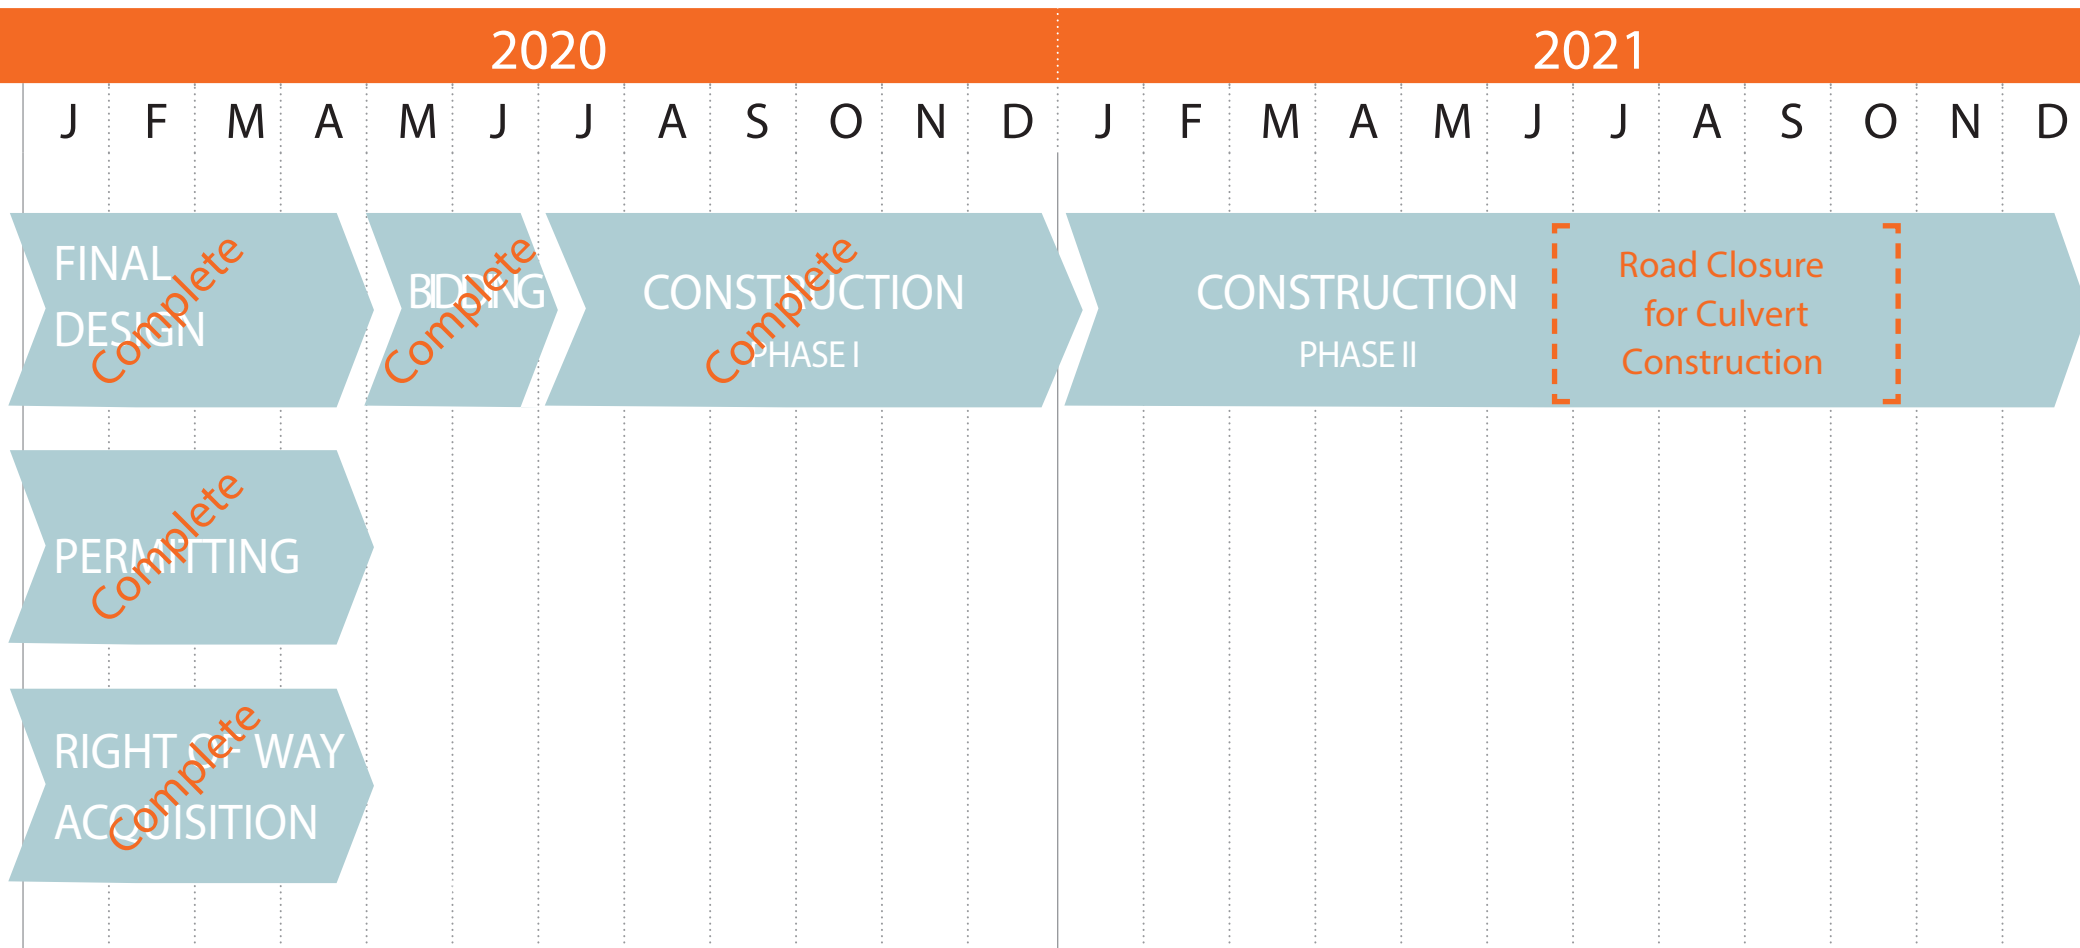 2020 2021
J F M A M J J A S O N D J F M A M J J A S O N D
FINAL
DESIGN
Complete
BIDDING
Complete
CONSTRUCTION
PHASE I
Complete
CONSTRUCTION
PHASE II
Road Closure
for Culvert
Construction
PERMITTING
Complete
RIGHT OF WAY
ACQUISITION
Complete